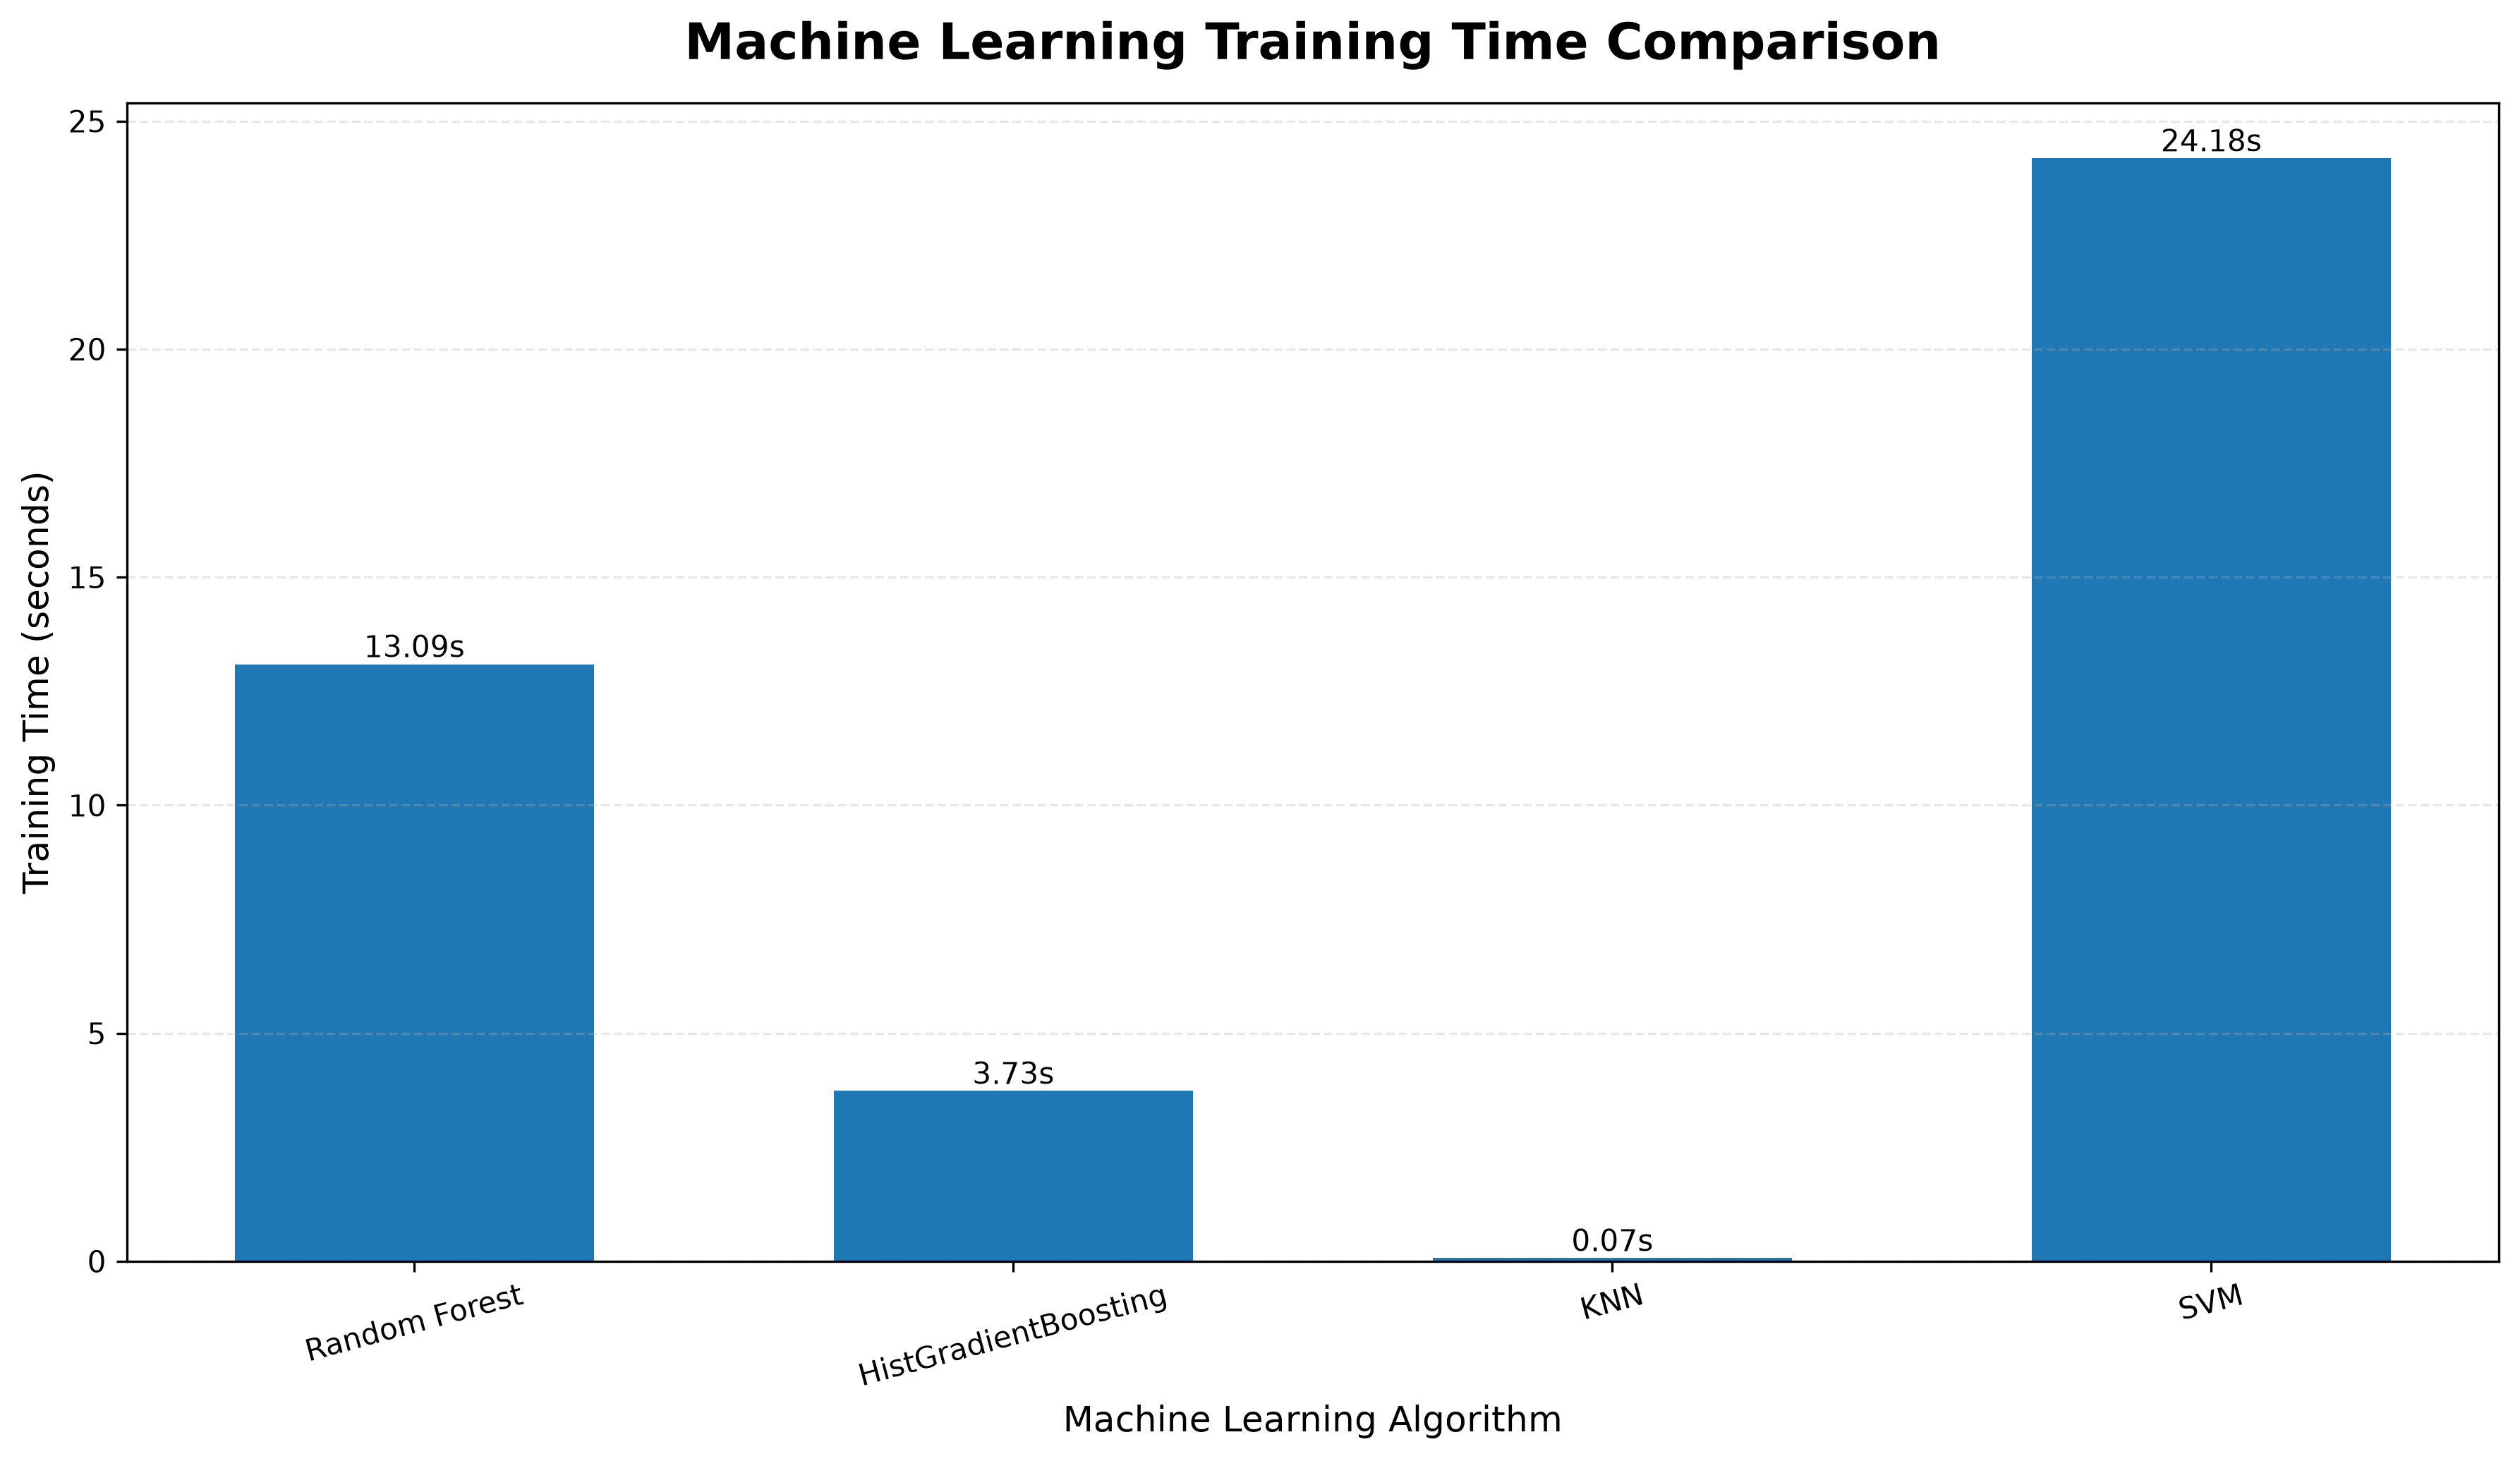 Machine Learning Training Time Comparison
Training Time (seconds)
25
20
15
10
5
0
13.09s
3.73s
0.07s
24.18s
Random Forest
HistGradientBoosting
KNN
SVM
Machine Learning Algorithm